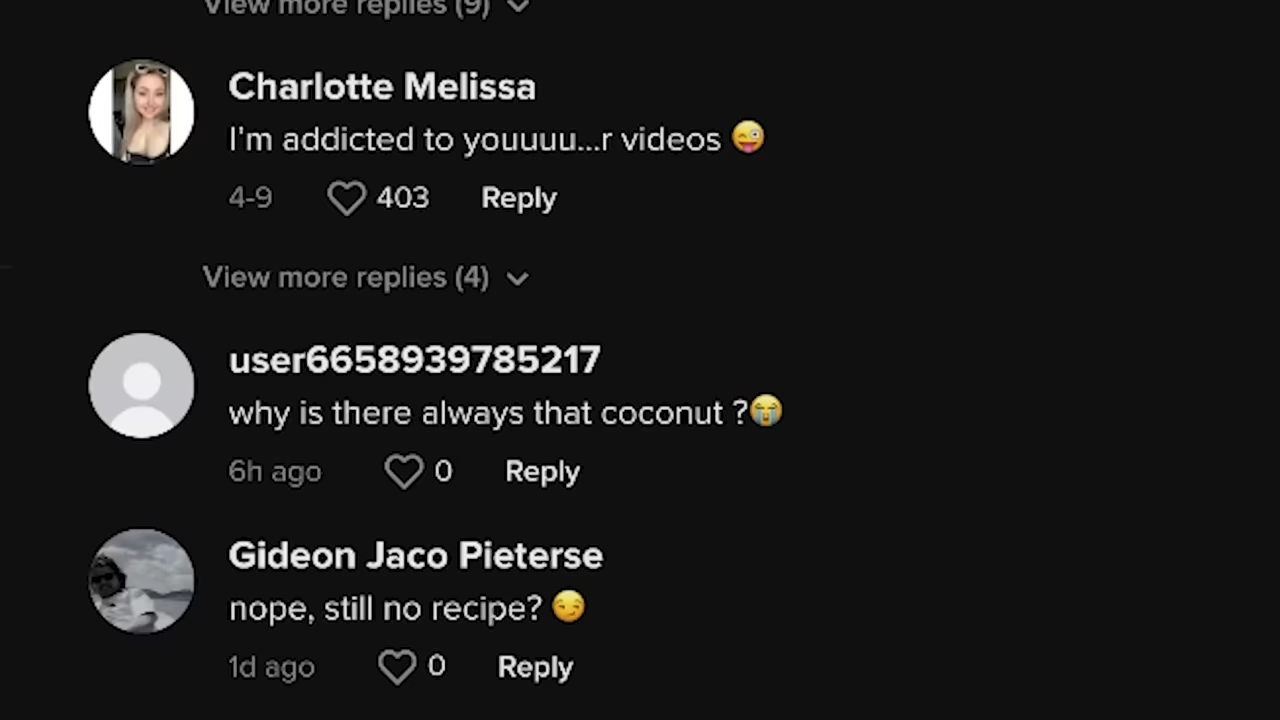 View more replies (9)
Charlotte Melissa
I'm addicted to youuuu...r videos 😜
4-9 403 Reply
View more replies (4)
user6658939785217
why is there always that coconut ?😭
6h ago 0 Reply
Gideon Jaco Pieterse
nope, still no recipe? 😏
1d ago 0 Reply